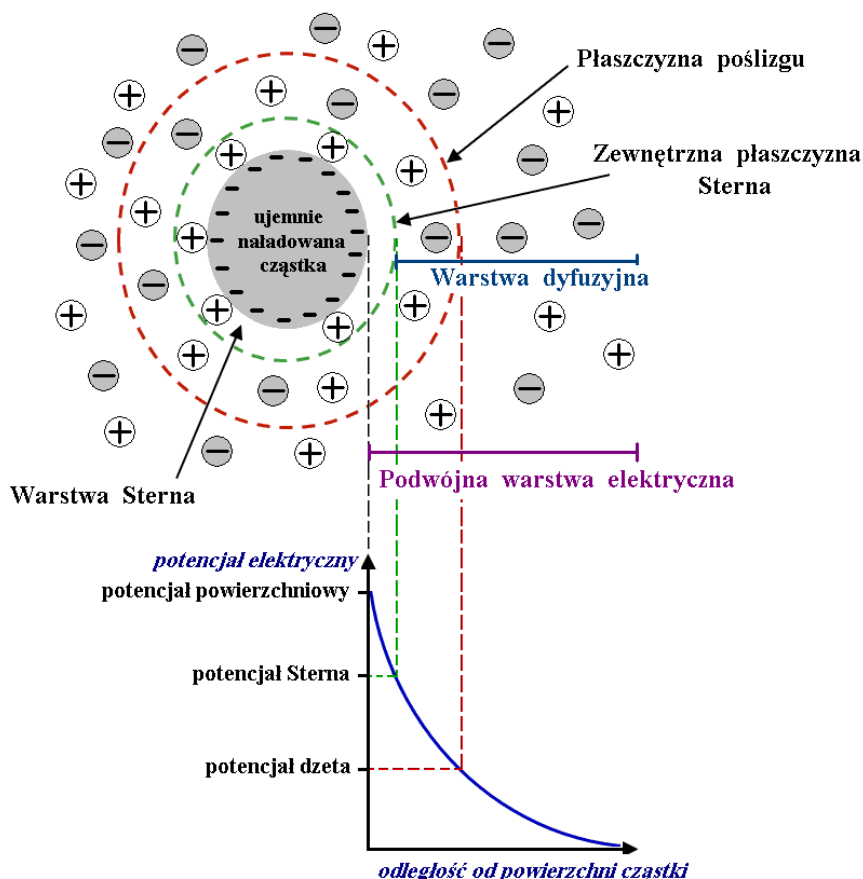 Płaszczyzna poślizgu
Zewnętrzna płaszczyzna
Sterna
ujemnie
naładowana
cząstka
Warstwa dyfuzyjna
Podwójna warstwa elektryczna
Warstwa Sterna
potencjał elektryczny
potencjał powierzchniowy
potencjał Sterna
potencjał dzeta
odległość od powierzchni cząstki